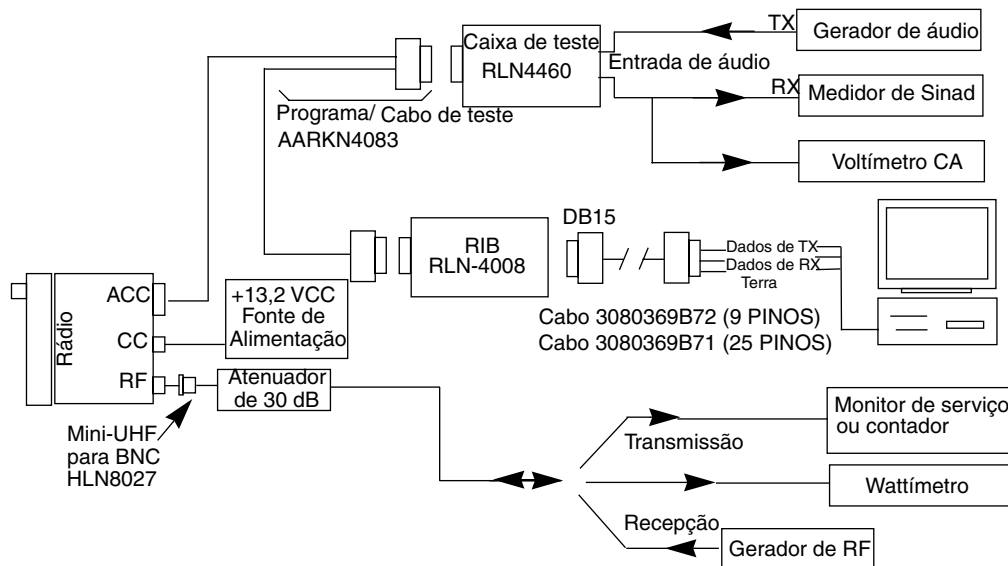 Caixa de teste
RLN4460
TX
Gerador de áudio
Entrada de áudio
RX
Medidor de Sinad
Voltímetro CA
Programa/ Cabo de teste
AARKN4083
RIB
RLN-4008
DB15
Dados de TX
Dados de RX
Terra
Cabo 3080369B72 (9 PINOS)
Cabo 3080369B71 (25 PINOS)
Rádio
ACC
CC
RF
+13,2 VCC
Fonte de
Alimentação
Atenuador
de 30 dB
Mini-UHF
para BNC
HLN8027
Transmissão
Monitor de serviço
ou contador
Wattímetro
Recepção
Gerador de RF